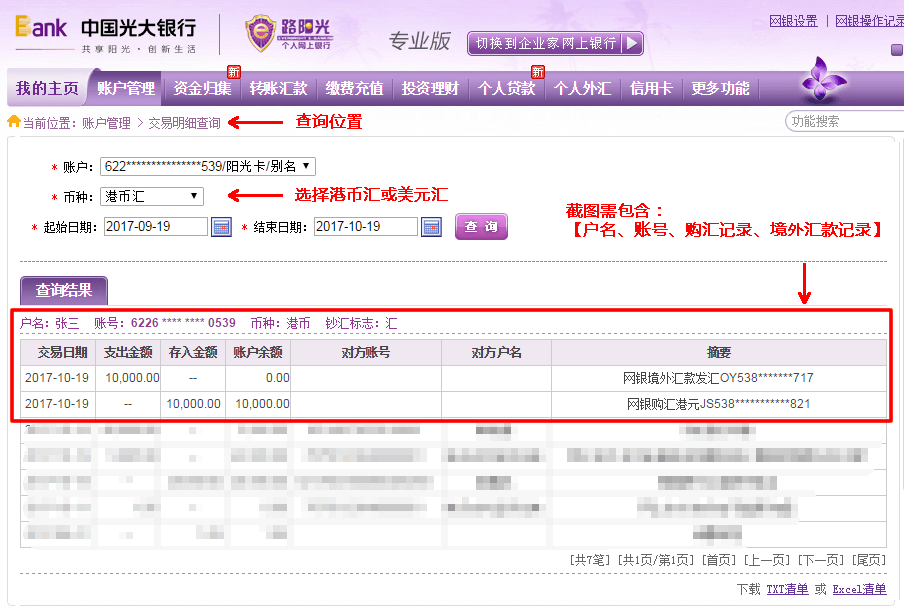 Bank 中国光大银行
共享阳光·创新生活
路阳光
EVERBRIGHT EBANK
个人网上银行
专业版
切换到企业家网上银行
网银设置 | 网银操作记录
我的主页 账户管理 资金归集 新 转账汇款 缴费充值 投资理财 个人贷款 新 个人外汇 信用卡 更多功能
当前位置：账户管理 > 交易明细查询
查询位置
功能搜索
* 账户： 622***************539/阳光卡/别名
* 币种： 港币汇
选择港币汇或美元汇
* 起始日期： 2017-09-19 * 结束日期： 2017-10-19 查 询
截图需包含：
【户名、账号、购汇记录、境外汇款记录】
查询结果
户名：张三 账号：6226 **** **** 0539 币种：港币 钞汇标志：汇
交易日期 支出金额 存入金额 账户余额 对方账号 对方户名 摘要
2017-10-19 10,000.00 -- 0.00 网银境外汇款发汇OY538*******717
2017-10-19 -- 10,000.00 10,000.00 网银购汇港元JS538***********821
[共7笔] [共1页/第1页] [首页] [上一页] [下一页] [尾页]
下载 TXT清单 或 Excel清单